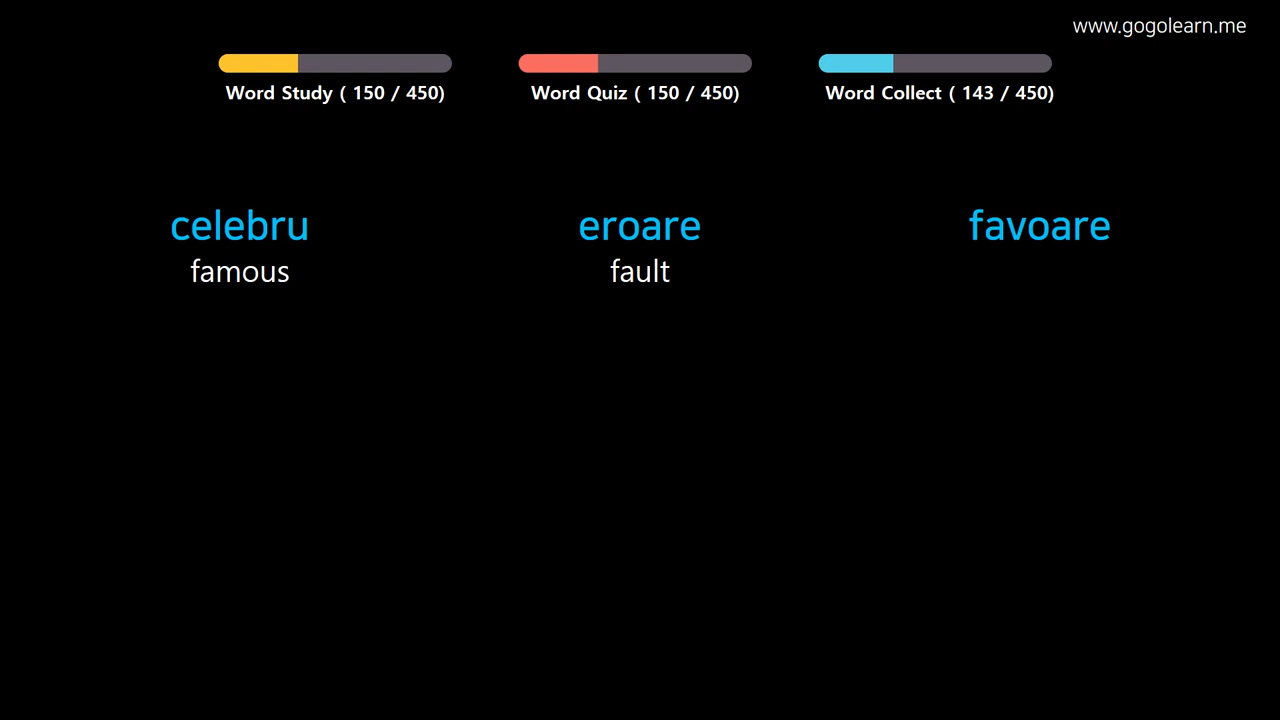 www.gogolearn.me
Word Study ( 150 / 450)
Word Quiz ( 150 / 450)
Word Collect ( 143 / 450)
celebru
famous
eroare
fault
favoare